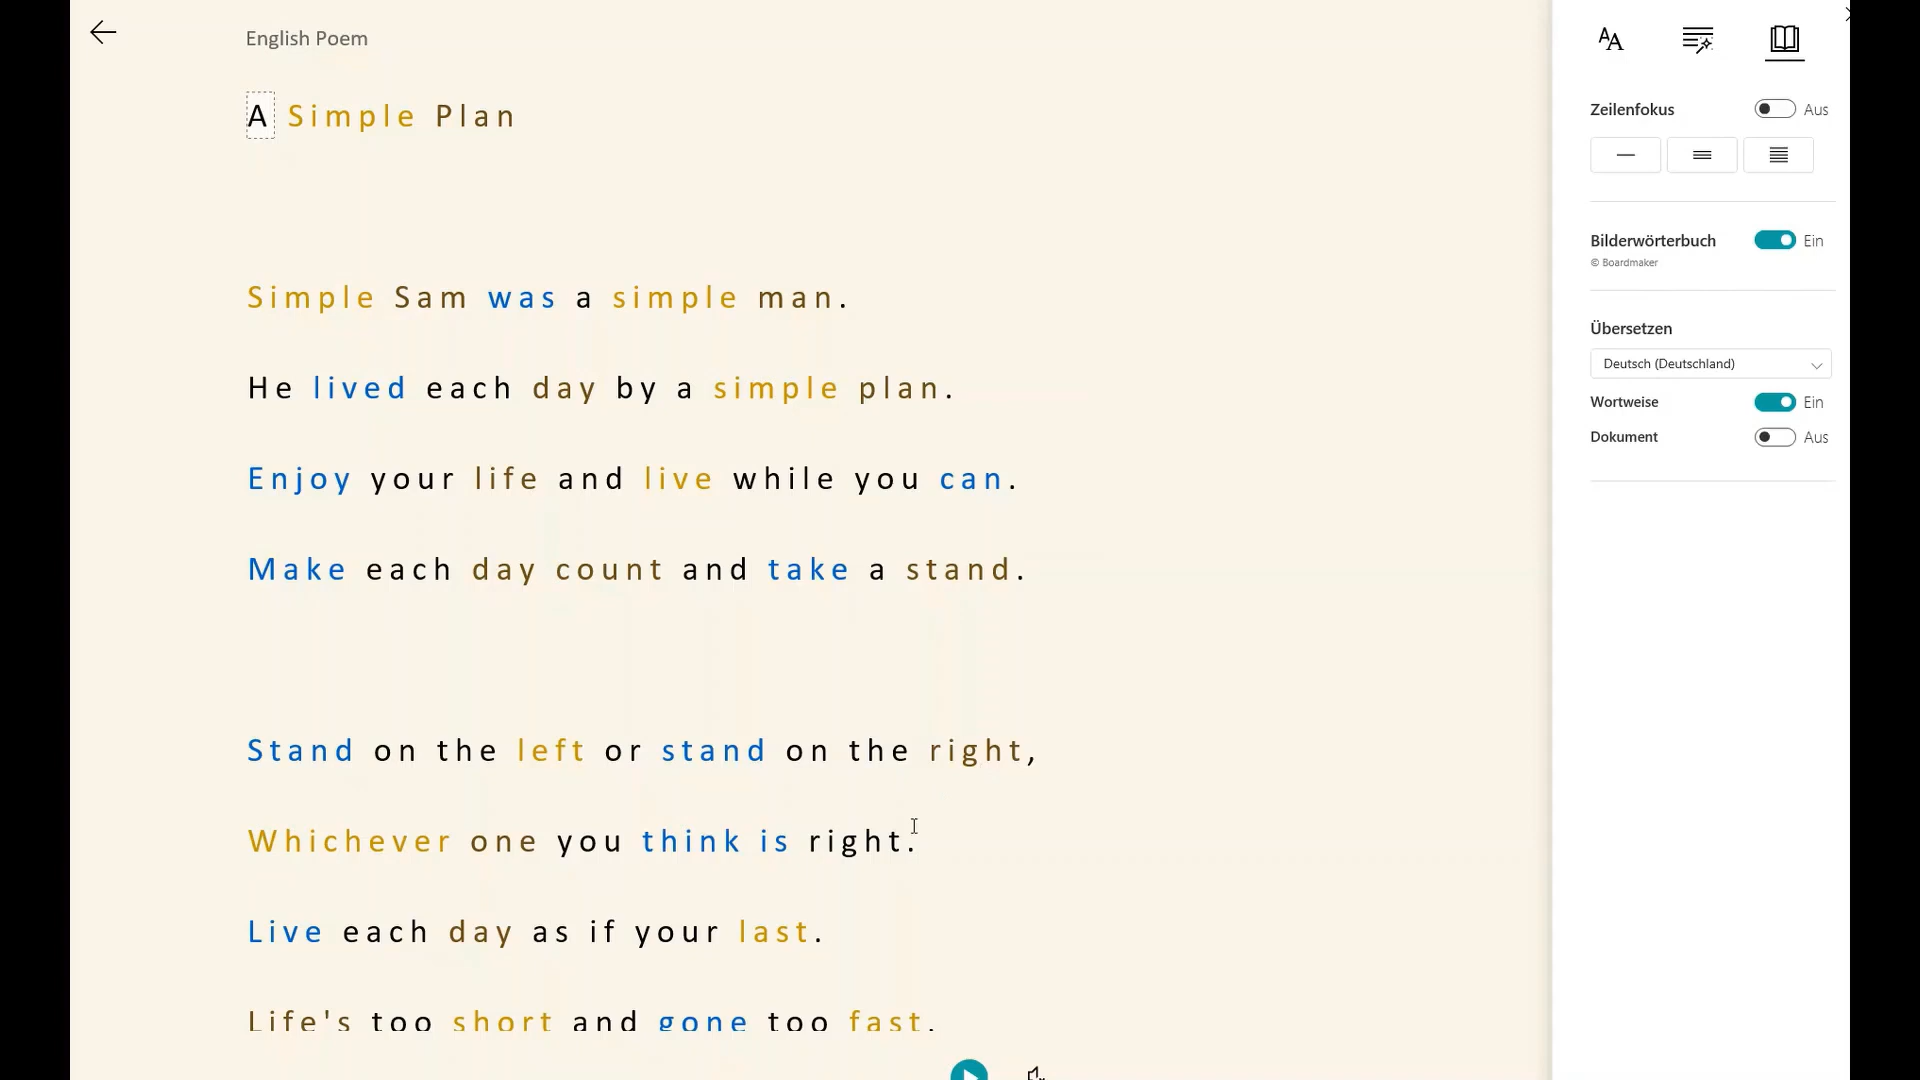 English Poem
A Simple Plan
Simple Sam was a simple man.
He lived each day by a simple plan.
Enjoy your life and live while you can.
Make each day count and take a stand.
Stand on the left or stand on the right,
Whichever one you think is right.
Live each day as if your last.
Life's too short and gone too fast.
AA
Zeilenfokus Aus
Bilderwörterbuch Ein
© Boardmaker
Übersetzen
Deutsch (Deutschland)
Wortweise Ein
Dokument Aus